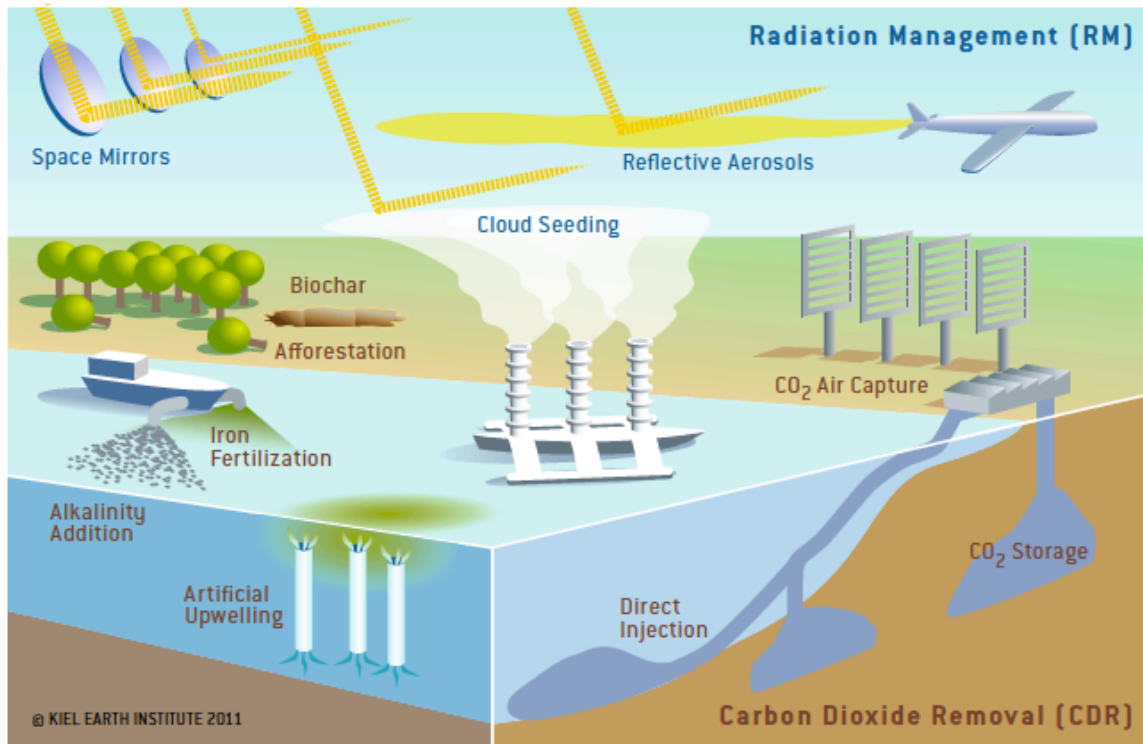 Radiation Management (RM)
Space Mirrors
Reflective Aerosols
Cloud Seeding
Biochar
Afforestation
CO₂ Air Capture
Iron
Fertilization
Alkalinity
Addition
CO₂ Storage
Artificial
Upwelling
Direct
Injection
© KIEL EARTH INSTITUTE 2011
Carbon Dioxide Removal (CDR)